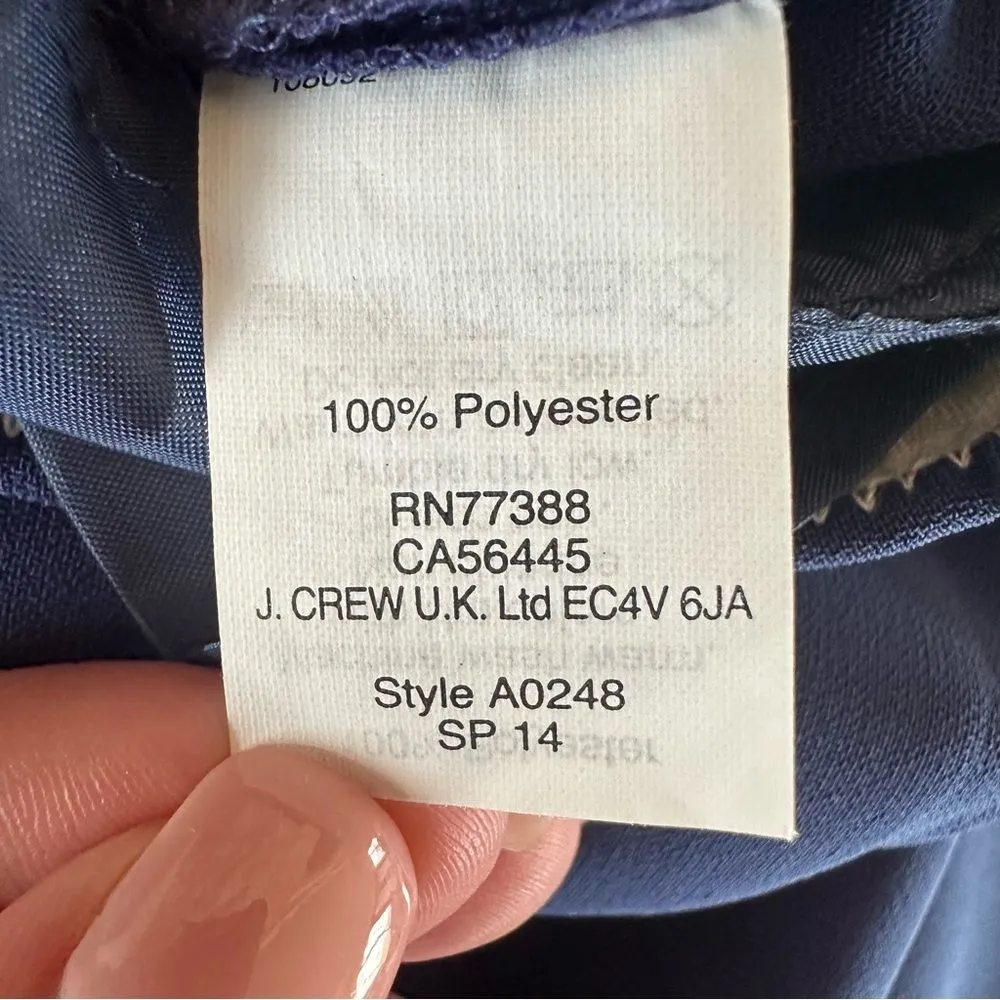 100% Polyester
RN77388
CA56445
J. CREW U.K. Ltd EC4V 6JA
Style A0248
SP 14